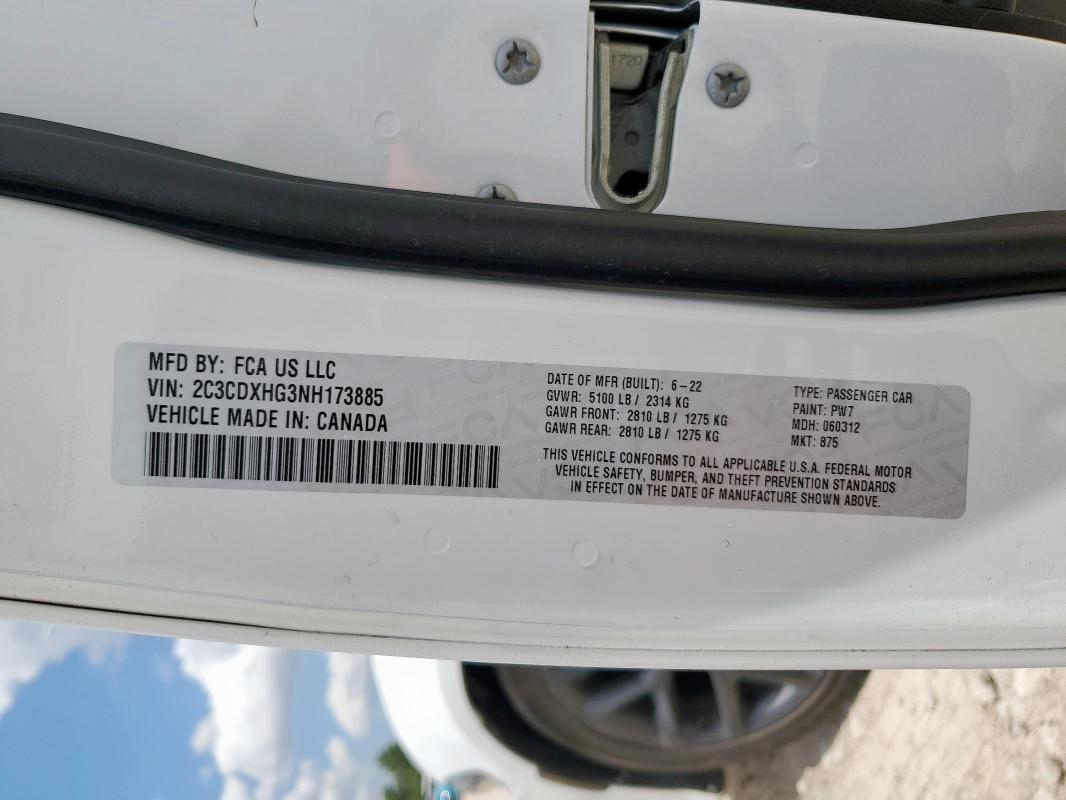 172Q
MFD BY: FCA US LLC
VIN: 2C3CDXHG3NH173885
VEHICLE MADE IN: CANADA
DATE OF MFR (BUILT): 6-22
GVWR: 5100 LB / 2314 KG
GAWR FRONT: 2810 LB / 1275 KG
GAWR REAR: 2810 LB / 1275 KG
TYPE: PASSENGER CAR
PAINT: PW7
MDH: 060312
MKT: 875
THIS VEHICLE CONFORMS TO ALL APPLICABLE U.S.A. FEDERAL MOTOR
VEHICLE SAFETY, BUMPER, AND THEFT PREVENTION STANDARDS
IN EFFECT ON THE DATE OF MANUFACTURE SHOWN ABOVE.